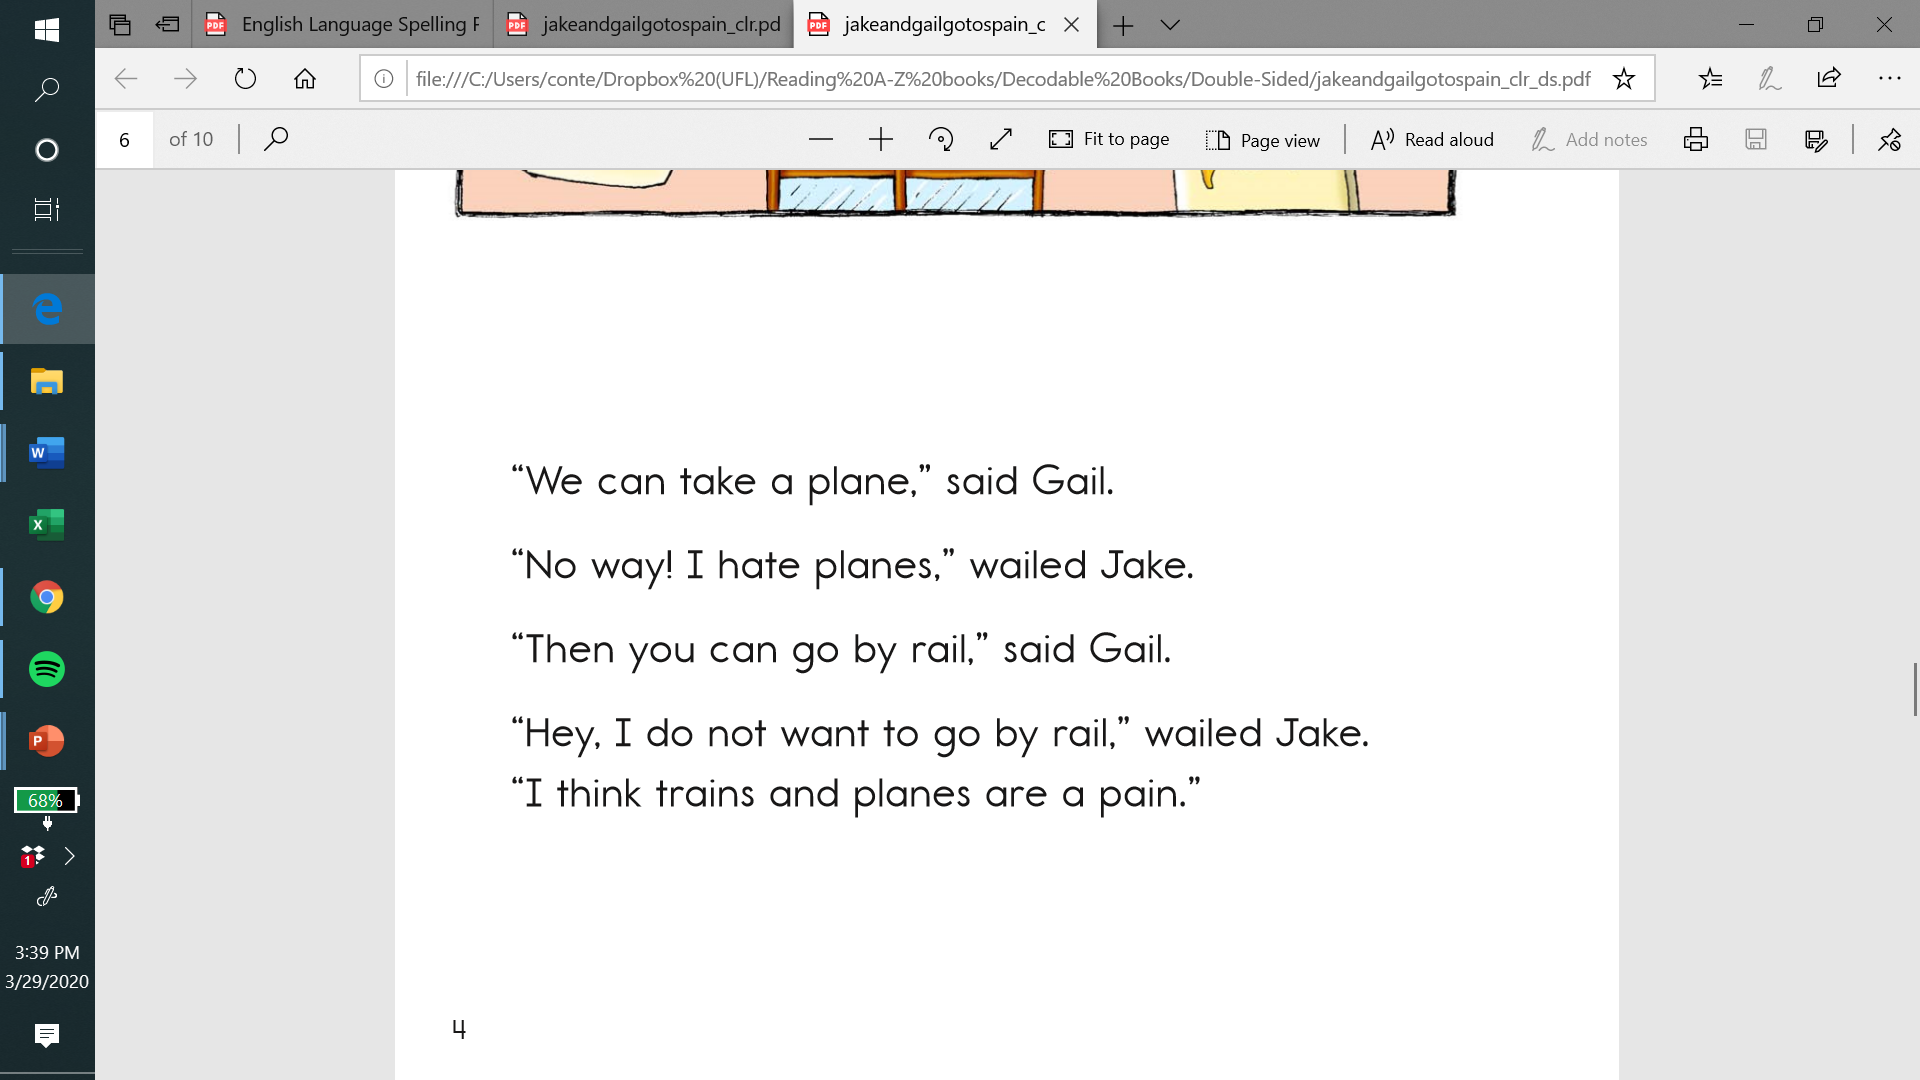 English Language Spelling F
jakeandgailgotospain_clr.pd
jakeandgailgotospain_c
file:///C:/Users/conte/Dropbox%20(UFL)/Reading%20A-Z%20books/Decodable%20Books/Double-Sided/jakeandgailgotospain_clr_ds.pdf
6 of 10
Fit to page
Page view
Read aloud
Add notes
“We can take a plane,” said Gail.
“No way! I hate planes,” wailed Jake.
“Then you can go by rail,” said Gail.
“Hey, I do not want to go by rail,” wailed Jake.
“I think trains and planes are a pain.”
4
68%
1
3:39 PM
3/29/2020